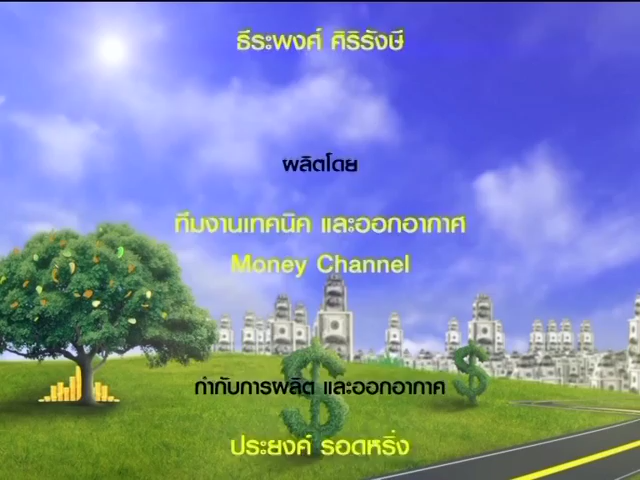 ธีระพงศ์ ศิริรังษี
ผลิตโดย
ทีมงานเทคนิค และออกอากาศ
Money Channel
กำกับการผลิต และออกอากาศ
ประยงค์ รอดหริ่ง